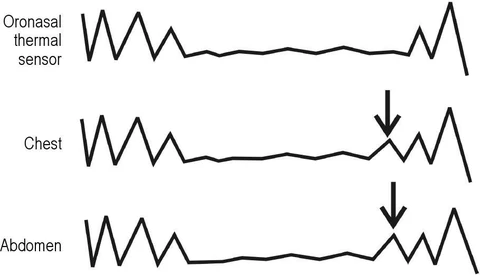 Oronasal
thermal
sensor
Chest
Abdomen